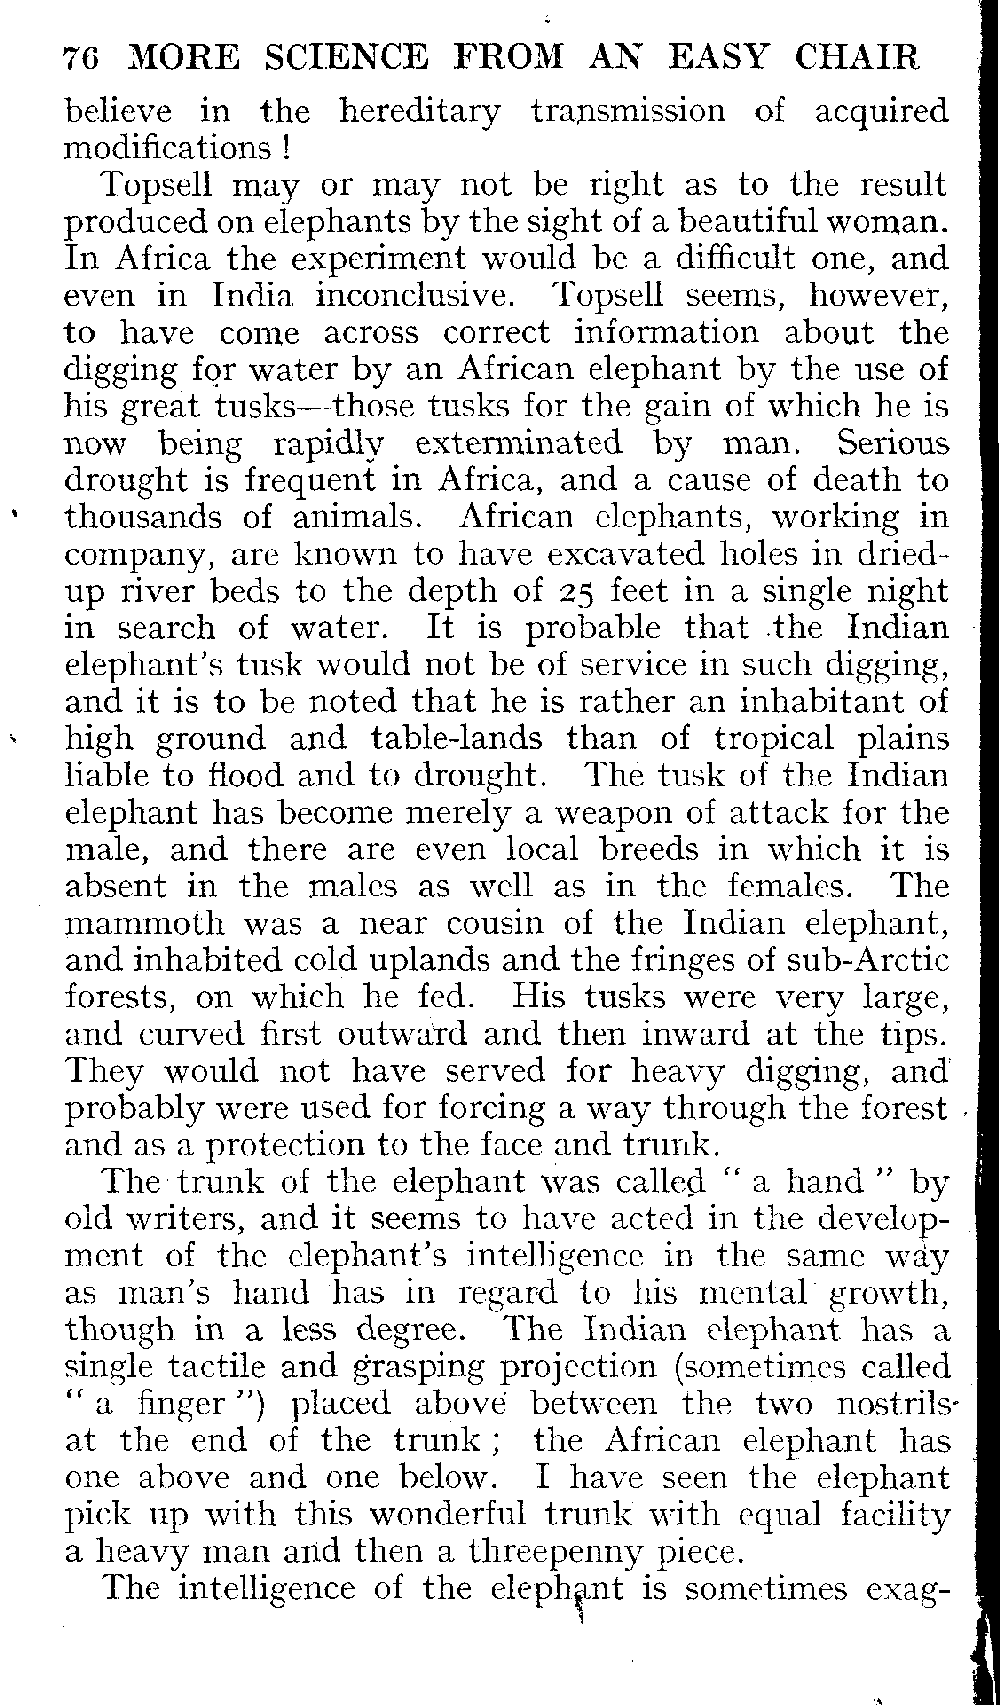 76 MORE SCIENCE FROM AN EASY CHAIR
believe in the hereditary transmission of acquired
modifications !
Topsell may or may not be right as to the result
produced on elephants by the sight of a beautiful woman.
In Africa the experiment would be a difficult one, and
even in India inconclusive. Topsell seems, however,
to have come across correct information about the
digging for water by an African elephant by the use of
his great tusks—those tusks for the gain of which he is
now being rapidly exterminated by man. Serious
drought is frequent in Africa, and a cause of death to
thousands of animals. African elephants, working in
company, are known to have excavated holes in dried-
up river beds to the depth of 25 feet in a single night
in search of water. It is probable that the Indian
elephant's tusk would not be of service in such digging,
and it is to be noted that he is rather an inhabitant of
high ground and table-lands than of tropical plains
liable to flood and to drought. The tusk of the Indian
elephant has become merely a weapon of attack for the
male, and there are even local breeds in which it is
absent in the males as well as in the females. The
mammoth was a near cousin of the Indian elephant,
and inhabited cold uplands and the fringes of sub-Arctic
forests, on which he fed. His tusks were very large,
and curved first outward and then inward at the tips.
They would not have served for heavy digging, and
probably were used for forcing a way through the forest
and as a protection to the face and trunk.
The trunk of the elephant was called " a hand " by
old writers, and it seems to have acted in the develop-
ment of the elephant's intelligence in the same way
as man's hand has in regard to his mental growth,
though in a less degree. The Indian elephant has a
single tactile and grasping projection (sometimes called
" a finger ") placed above between the two nostrils
at the end of the trunk ; the African elephant has
one above and one below. I have seen the elephant
pick up with this wonderful trunk with equal facility
a heavy man and then a threepenny piece.
The intelligence of the elephant is sometimes exag-